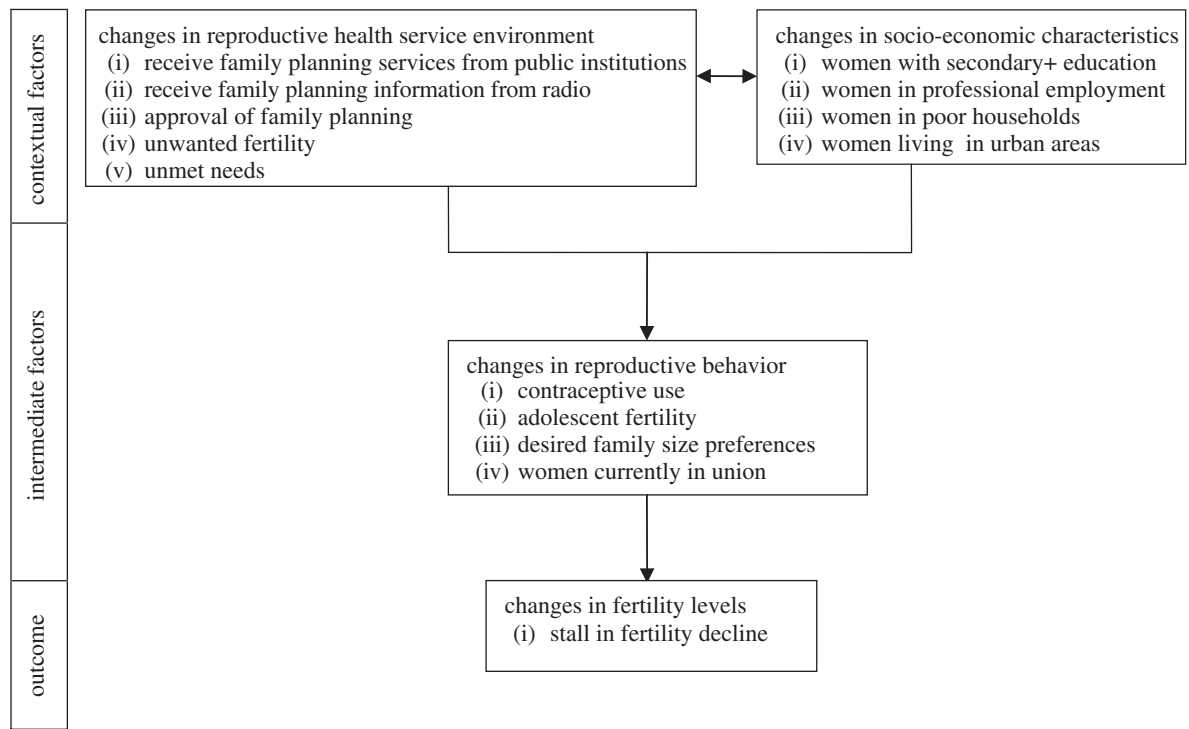 contextual factors
changes in reproductive health service environment
(i) receive family planning services from public institutions
(ii) receive family planning information from radio
(iii) approval of family planning
(iv) unwanted fertility
(v) unmet needs
changes in socio-economic characteristics
(i) women with secondary+ education
(ii) women in professional employment
(iii) women in poor households
(iv) women living in urban areas
intermediate factors
changes in reproductive behavior
(i) contraceptive use
(ii) adolescent fertility
(iii) desired family size preferences
(iv) women currently in union
outcome
changes in fertility levels
(i) stall in fertility decline